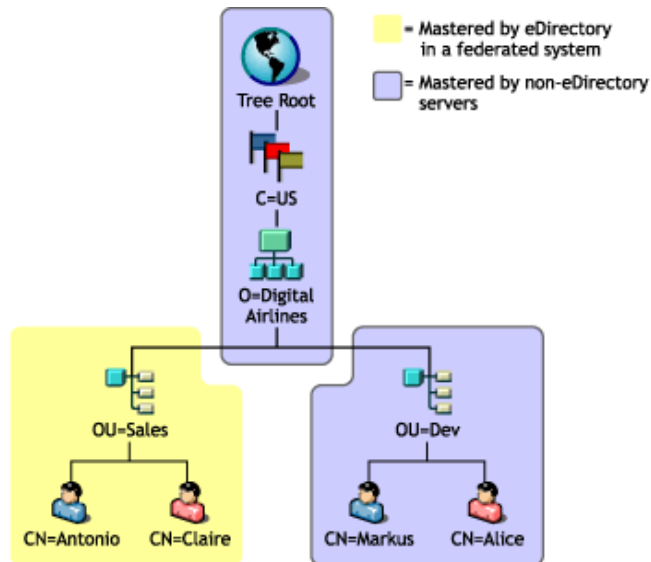 = Mastered by eDirectory
in a federated system
= Mastered by non-eDirectory
servers
Tree Root
C=US
O=Digital
Airlines
OU=Sales
OU=Dev
CN=Antonio
CN=Claire
CN=Markus
CN=Alice